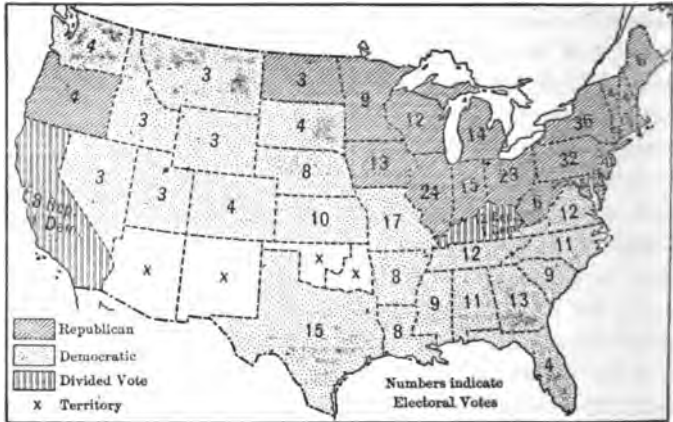 4
3
3
9
6
4
3
3
4
12
14
36
3
3
4
8
13
24
15
23
32
6
8 Rep.
Dem.
10
17
12
12
11
x
x
x
x
8
9
11
13
9
15
8
4
Republican
Democratic
Divided Vote
x Territory
Numbers indicate
Electoral Votes